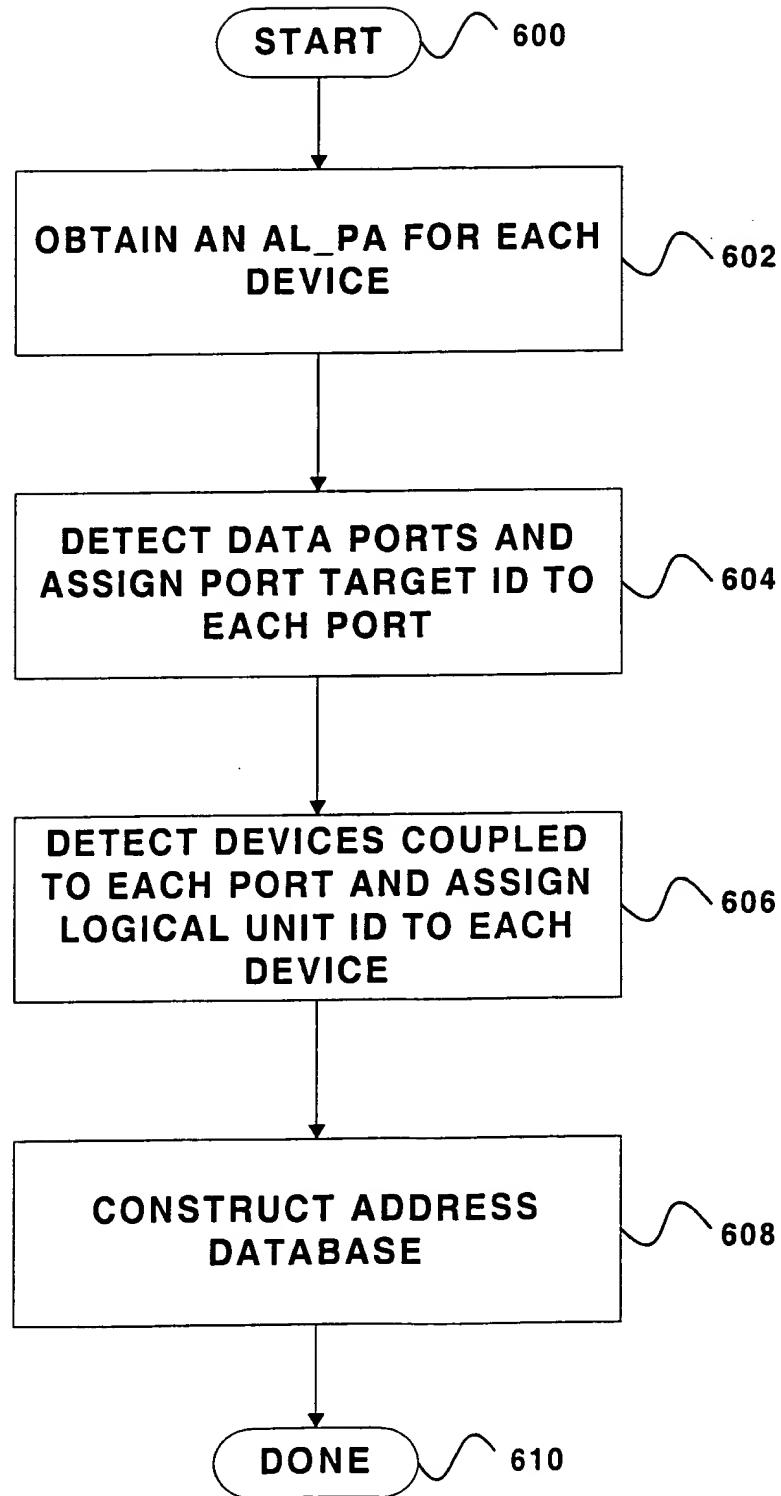 START
600
OBTAIN AN AL_PA FOR EACH
DEVICE
602
DETECT DATA PORTS AND
ASSIGN PORT TARGET ID TO
EACH PORT
604
DETECT DEVICES COUPLED
TO EACH PORT AND ASSIGN
LOGICAL UNIT ID TO EACH
DEVICE
606
CONSTRUCT ADDRESS
DATABASE
608
DONE
610